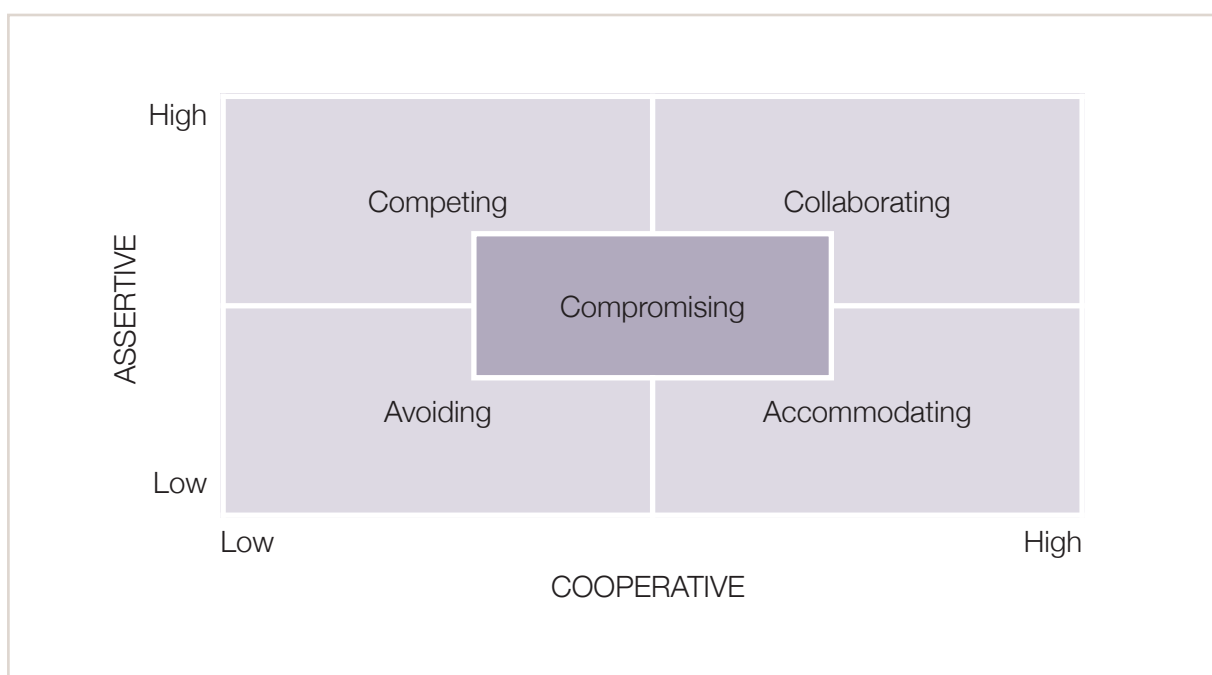 High
Competing
Collaborating
ASSERTIVE
Compromising
Avoiding
Accommodating
Low
Low
High
COOPERATIVE